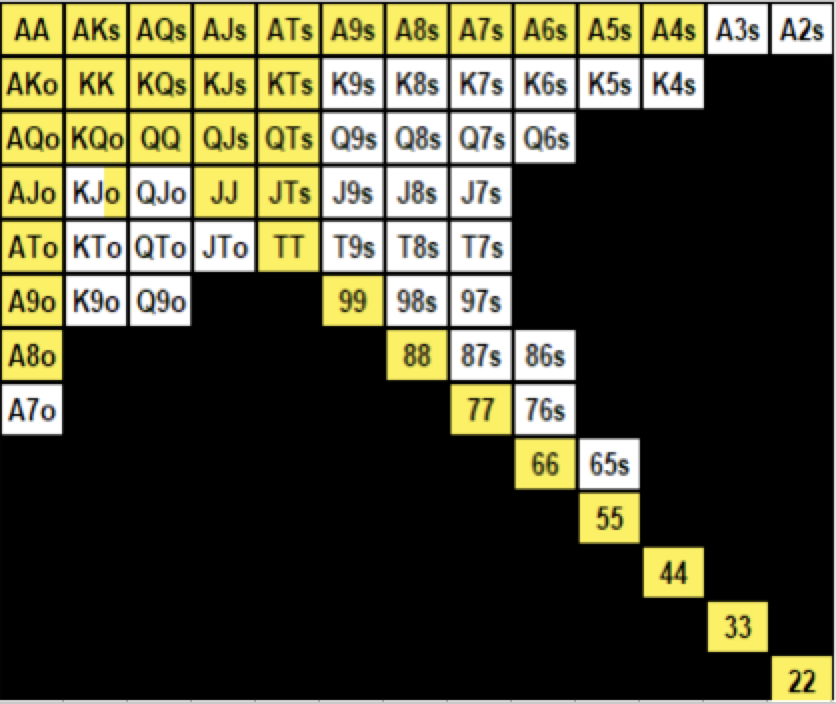 AA AKs AQs AJs ATs A9s A8s A7s A6s A5s A4s A3s A2s
AKo KK KQs KJs KTs K9s K8s K7s K6s K5s K4s
AQo KQo QQ QJs QTs Q9s Q8s Q7s Q6s
AJo KJo QJo JJ JTs J9s J8s J7s
ATo KTo QTo JTo TT T9s T8s T7s
A9o K9o Q9o 99 98s 97s
A8o 88 87s 86s
A7o 77 76s
66 65s
55
44
33
22